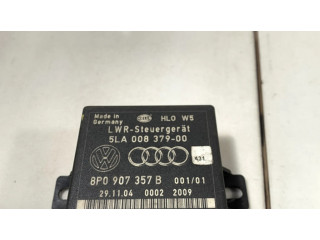 Made in
Germany
HLO W5
LWR-Steuergerät
5LA 008 379-00
8P0 907 357 B 001/01
29.11.04 0002 2009